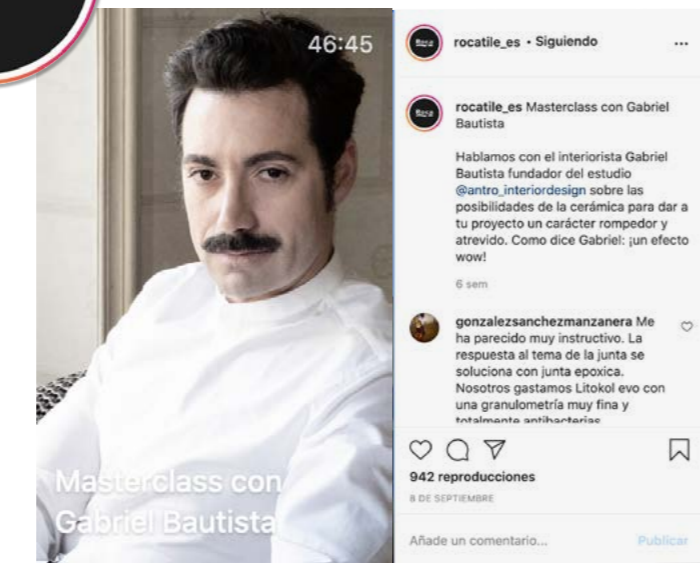 46:45
Masterclass con
Gabriel Bautista
rocatile_es • Siguiendo
...
rocatile_es Masterclass con Gabriel
Bautista
Hablamos con el interiorista Gabriel
Bautista fundador del estudio
@antro_interiordesign sobre las
posibilidades de la cerámica para dar a
tu proyecto un carácter rompedor y
atrevido. Como dice Gabriel: ¡un efecto
wow!
6 sem
gonzalezsanchezmanzanera Me
ha parecido muy instructivo. La
respuesta al tema de la junta se
soluciona con junta epoxica.
Nosotros gastamos Litokol evo con
una granulometría muy fina y
totalmente antibacterias
942 reproducciones
8 DE SEPTIEMBRE
Añade un comentario...
Publicar